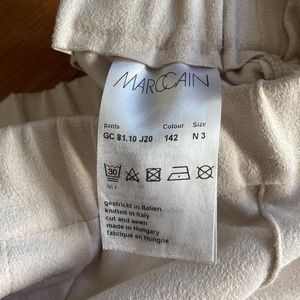 MARCCAIN
pants Colour Size
GC 81.10 J20 142 N 3
30
gestrickt in Italien
knitted in Italy
cut and sewn
made in Hungary
fabriqué en Hongrie